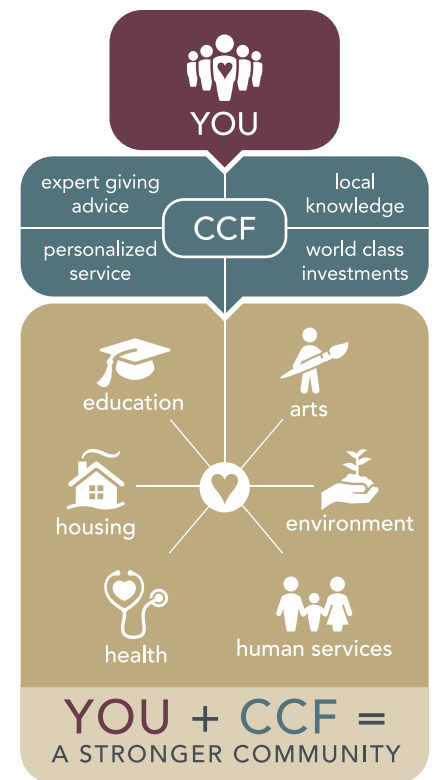 YOU
expert giving
advice
local
knowledge
CCF
personalized
service
world class
investments
education
arts
housing
environment
health
human services
YOU + CCF =
A STRONGER COMMUNITY